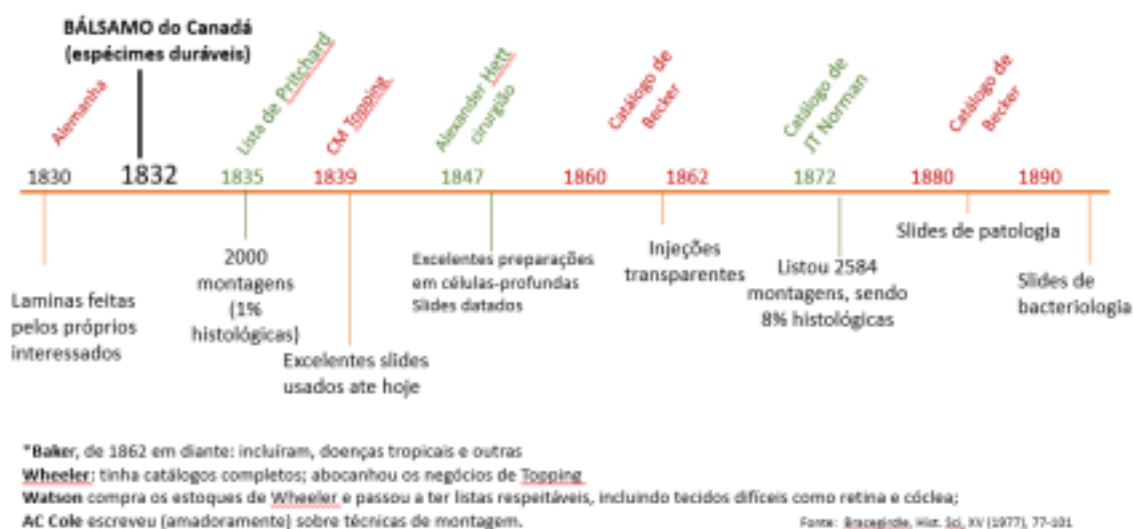 BÁLSAMO do Canadá
(espécimes duráveis)
Alemanha
Lista de Pritchard
CM Topping
Alexander Hett
cirurgião
Catálogo de
Becker
Catálogo de
JT Norman
Catálogo de
Becker
1830
1832
1835
1839
1847
1860
1862
1872
1880
1890
Laminas feitas
pelos próprios
interessados
2000
montagens
(1%
histológicas)
Excelentes slides
usados ate hoje
Excelentes preparações
em células-profundas
Slides datados
Injeções
transparentes
Listou 2584
montagens, sendo
8% histológicas
Slides de patologia
Slides de
bacteriologia
*Baker, de 1862 em diante: incluíram, doenças tropicais e outras
Wheeler: tinha catálogos completos; abocanhou os negócios de Topping
Watson compra os estoques de Wheeler e passou a ter listas respeitáveis, incluindo tecidos difíceis como retina e cóclea;
AC Cole escreveu (amadoramente) sobre técnicas de montagem.
Fonte: Bracegirdle, Hist. Sci, XV (1977), 77-101